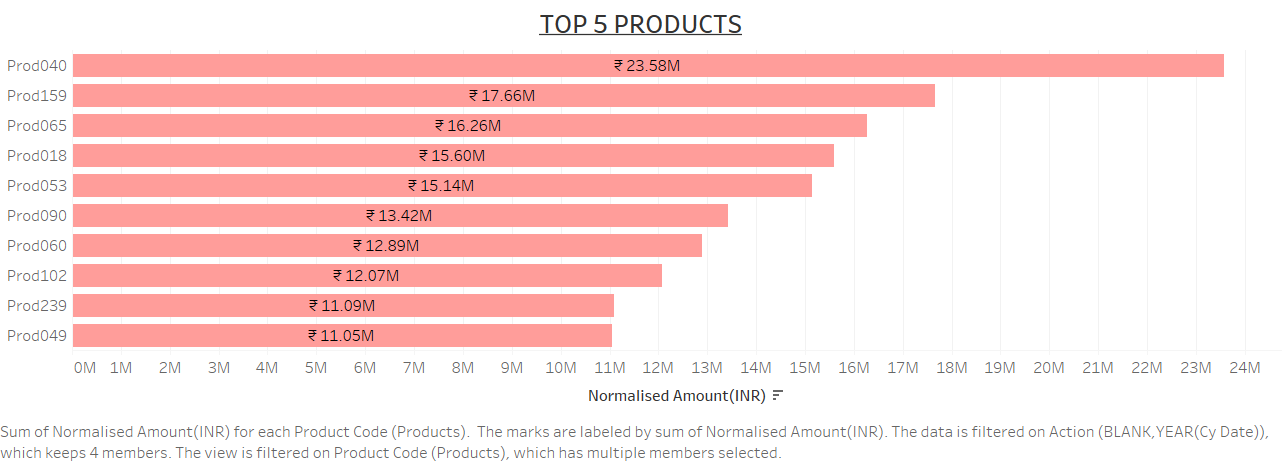 TOP 5 PRODUCTS
Prod040 ₹ 23.58M
Prod159 ₹ 17.66M
Prod065 ₹ 16.26M
Prod018 ₹ 15.60M
Prod053 ₹ 15.14M
Prod090 ₹ 13.42M
Prod060 ₹ 12.89M
Prod102 ₹ 12.07M
Prod239 ₹ 11.09M
Prod049 ₹ 11.05M
0M 1M 2M 3M 4M 5M 6M 7M 8M 9M 10M 11M 12M 13M 14M 15M 16M 17M 18M 19M 20M 21M 22M 23M 24M
Normalised Amount(INR)
Sum of Normalised Amount(INR) for each Product Code (Products). The marks are labeled by sum of Normalised Amount(INR). The data is filtered on Action (BLANK,YEAR(Cy Date)),
which keeps 4 members. The view is filtered on Product Code (Products), which has multiple members selected.